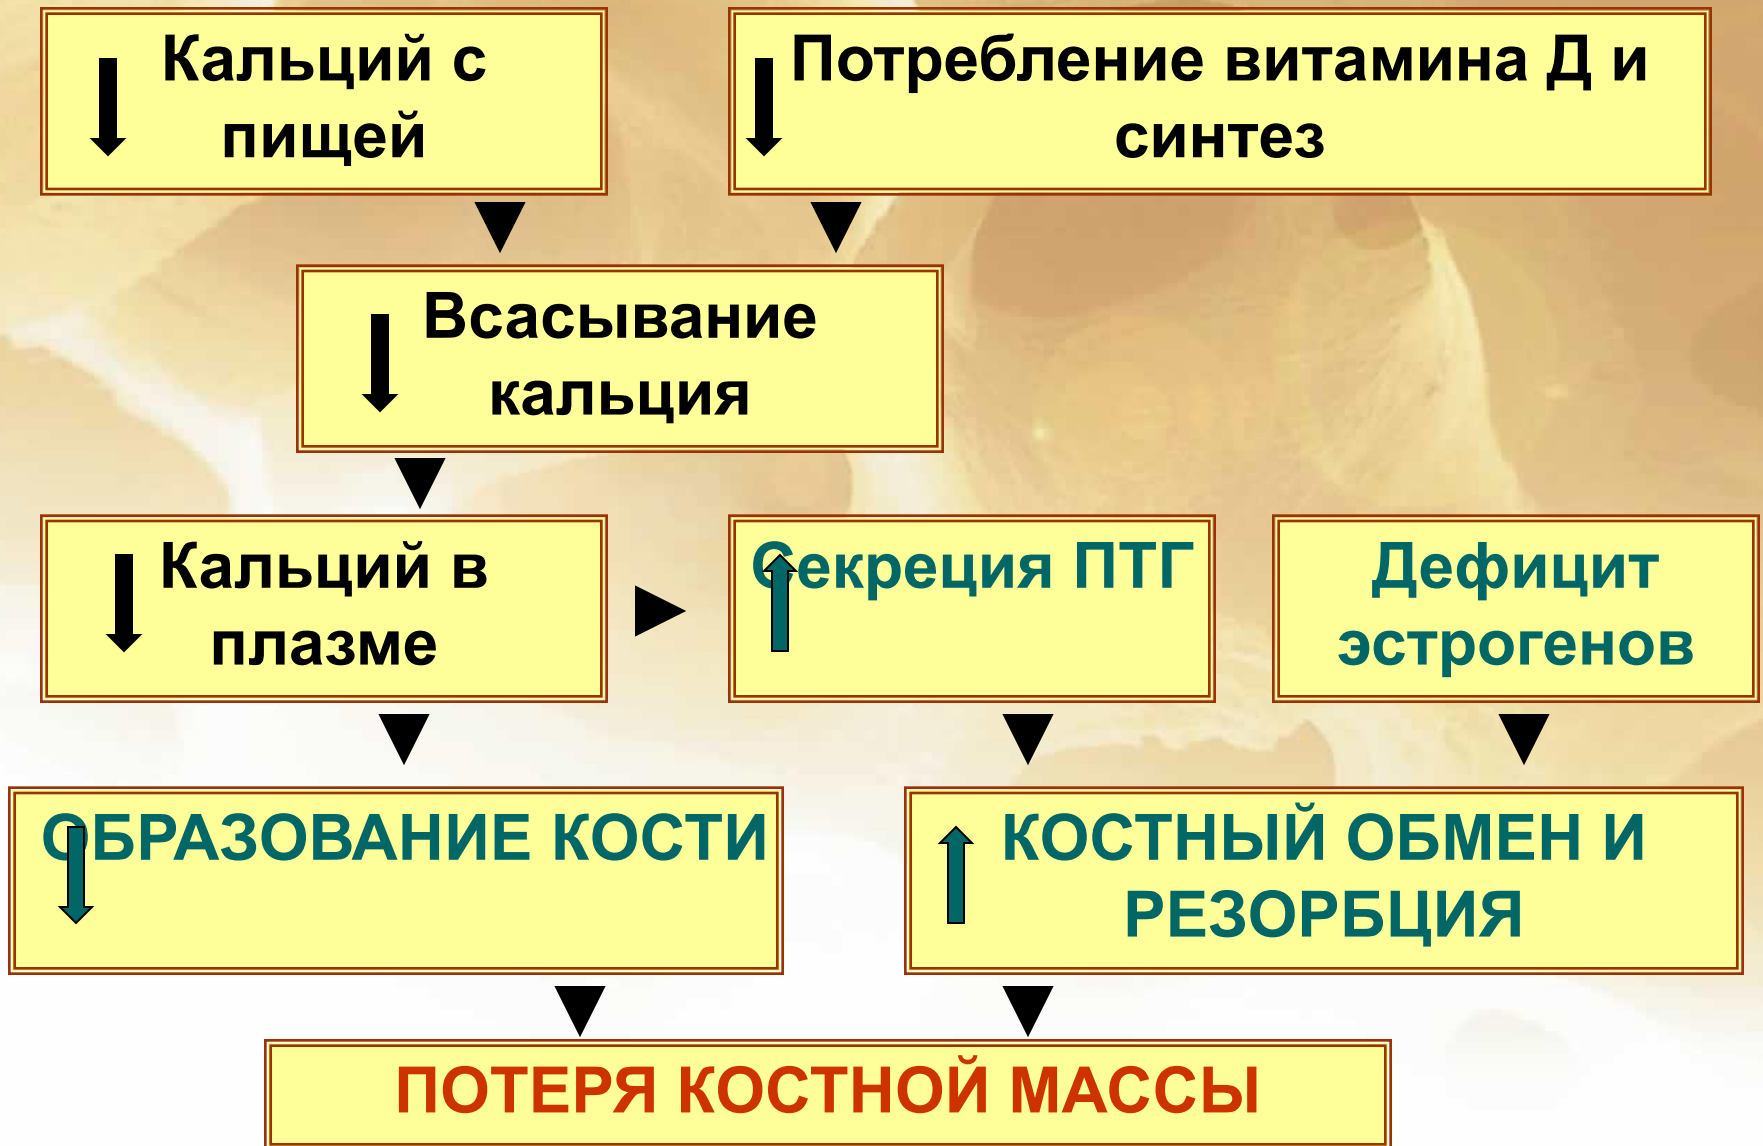 Кальций с
пищей
Потребление витамина Д и
синтез
Всасывание
кальция
Кальций в
плазме
Секреция ПТГ
Дефицит
эстрогенов
ОБРАЗОВАНИЕ КОСТИ
КОСТНЫЙ ОБМЕН И
РЕЗОРБЦИЯ
ПОТЕРЯ КОСТНОЙ МАССЫ